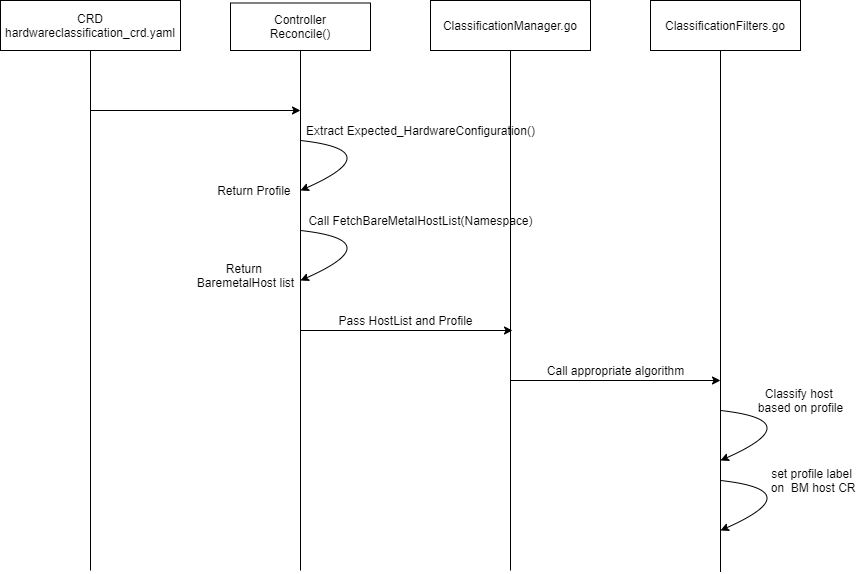 CRD
hardwareclassification_crd.yaml
Controller
Reconcile()
ClassificationManager.go
ClassificationFilters.go
Extract Expected_HardwareConfiguration()
Return Profile
Call FetchBareMetalHostList(Namespace)
Return
BaremetalHost list
Pass HostList and Profile
Call appropriate algorithm
Classify host
based on profile
set profile label
on BM host CR